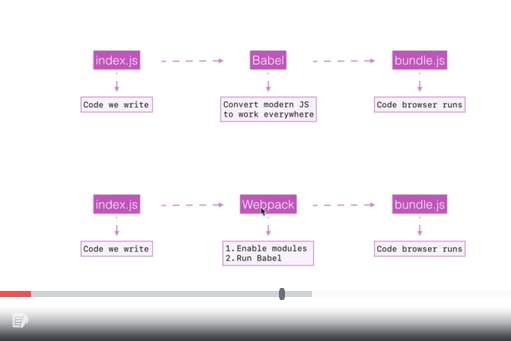 index.js
Babel
bundle.js
Code we write
Convert modern JS
to work everywhere
Code browser runs
index.js
Webpack
bundle.js
Code we write
1.Enable modules
2.Run Babel
Code browser runs